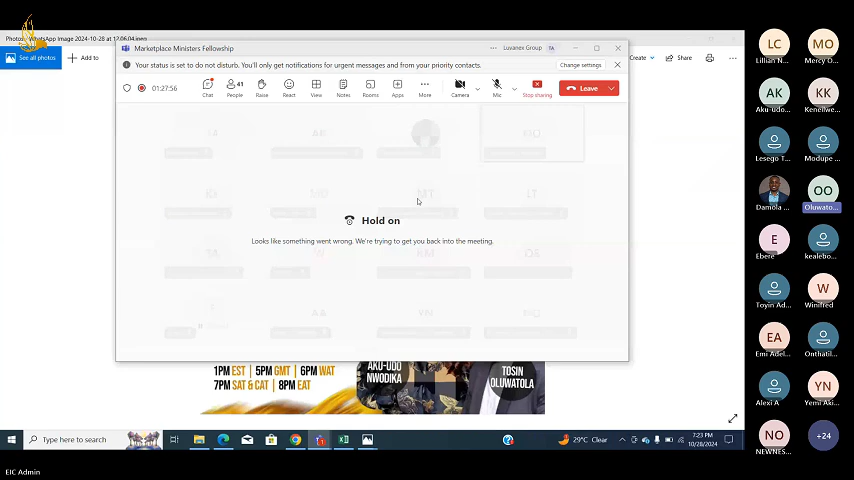 Photos - WhatsApp Image 2024-10-28 at 12.06.04.jpeg
See all photos
Add to
Create
Share
Marketplace Ministers Fellowship
Luvanex Group
TA
Your status is set to do not disturb. You'll only get notifications for urgent messages and from your priority contacts.
Change settings
01:27:56
Chat
41
People
Raise
React
View
Notes
Rooms
Apps
More
Camera
Mic
Stop sharing
Leave
Hold on
Looks like something went wrong. We're trying to get you back into the meeting.
1PM EST | 5PM GMT | 6PM WAT
7PM SAT & CAT | 8PM EAT
AKU-UDO
NWODIKA
TOSIN
OLUWATOLA
Type here to search
29°C Clear
7:23 PM
10/28/2024
EIC Admin
LC
Lillian N...
MO
Mercy O...
AK
Aku-udo...
KK
Kenellwe...
Lesego T...
Modupe ...
Damola ...
OO
Oluwato...
E
Ebere
kealebo...
Toyin Ad...
W
Winifred
EA
Emi Adel...
Onthatil...
Alexi A
YN
Yemi Aki...
NO
NEWNES...
+24